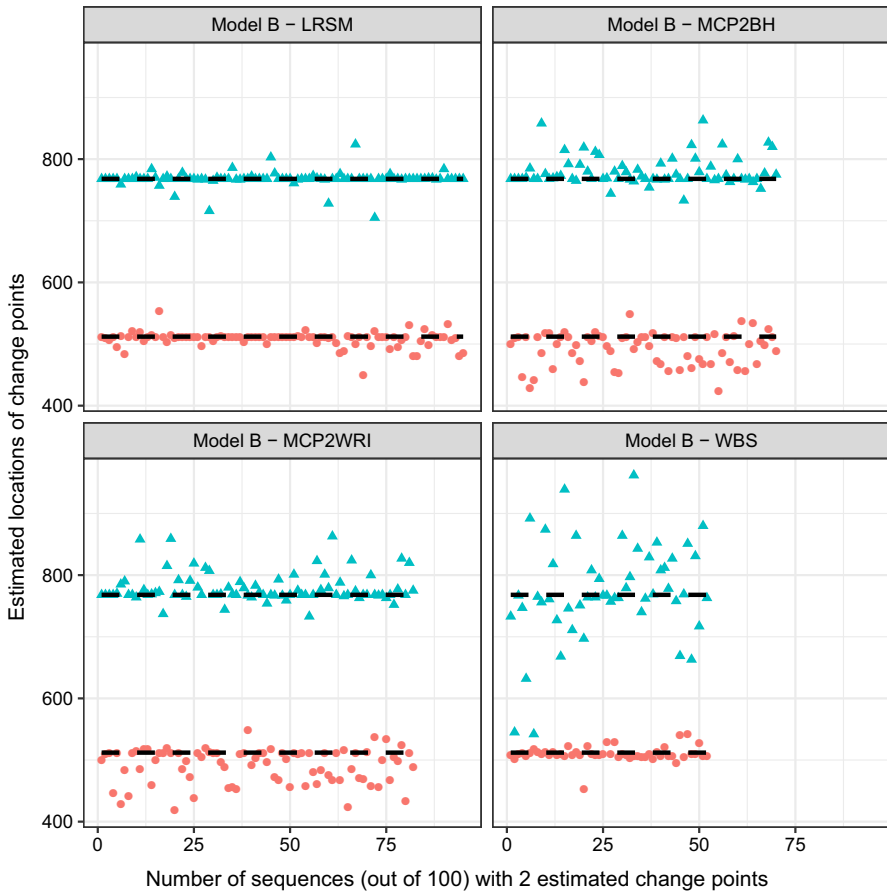 Model B − LRSM
Model B − MCP2BH
800
600
400
Model B − MCP2WRI
Model B − WBS
800
600
400
0
25
50
75
0
25
50
75
Estimated locations of change points
Number of sequences (out of 100) with 2 estimated change points